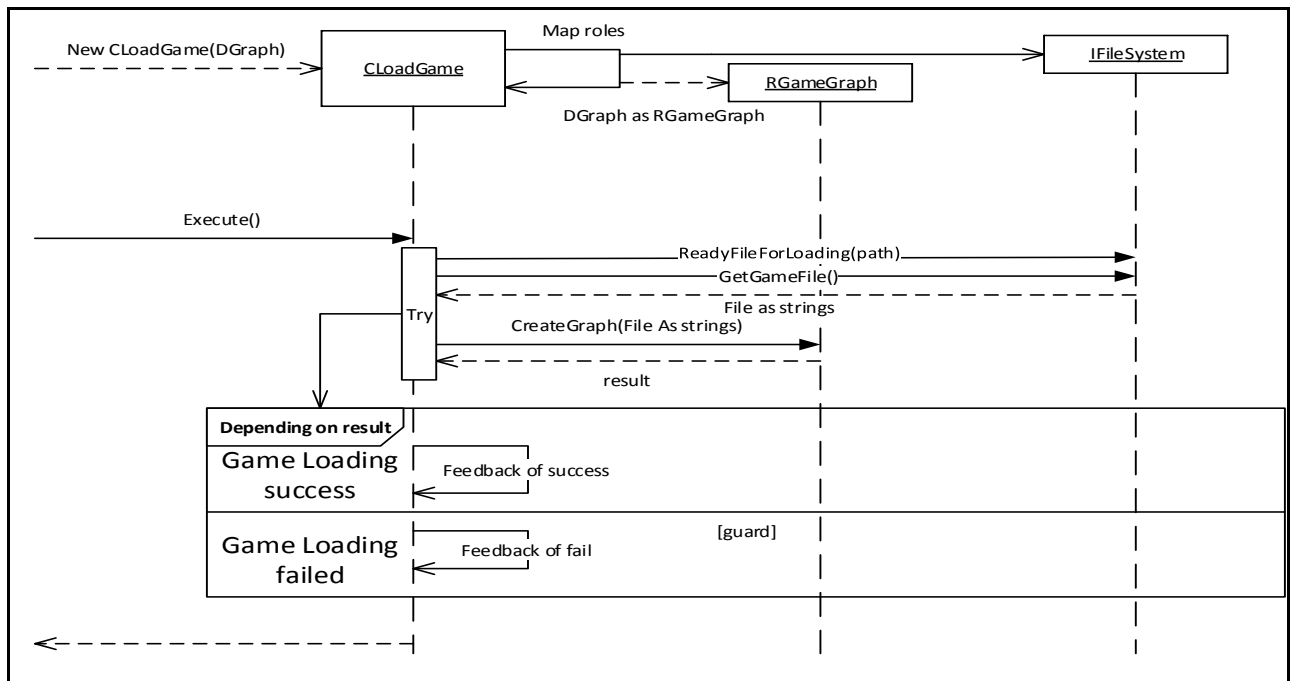 Map roles
New CLoadGame(DGraph)
CLoadGame
IFileSystem
RGameGraph
DGraph as RGameGraph
Execute()
ReadyFileForLoading(path)
GetGameFile()
File as strings
Try
CreateGraph(File As strings)
result
Depending on result
Game Loading
success
Feedback of success
[guard]
Game Loading
failed
Feedback of fail